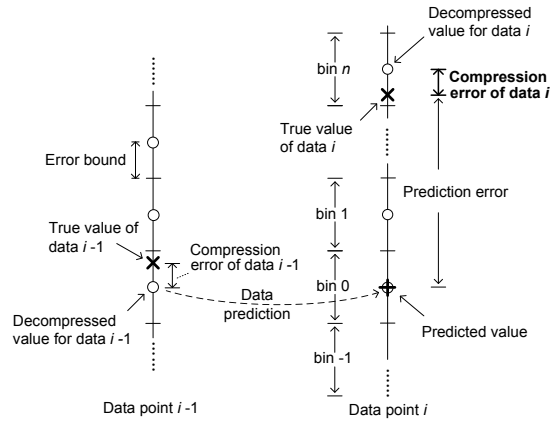 Decompressed
value for data i
bin n
Compression
error of data i
True value
of data i
Error bound
Prediction error
bin 1
True value of
data i -1
Compression
error of data i-1
bin 0
Data
prediction
Decompressed
value for data i-1
Predicted value
bin -1
Data point i -1
Data point i